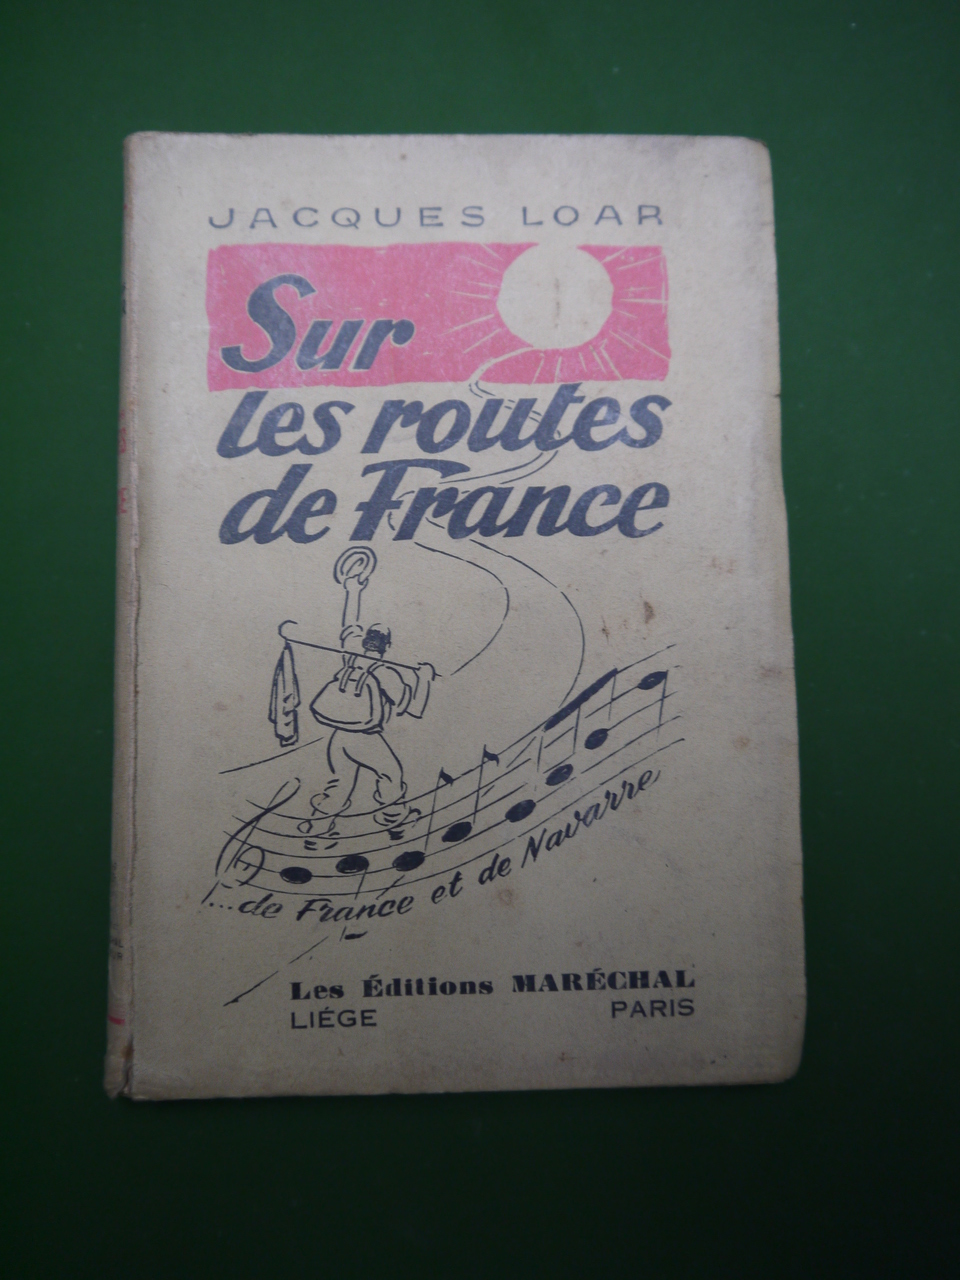 JACQUES LOAR
Sur
les routes
de France
...de France et de Navarre
Les Éditions MARÉCHAL
LIÉGE PARIS